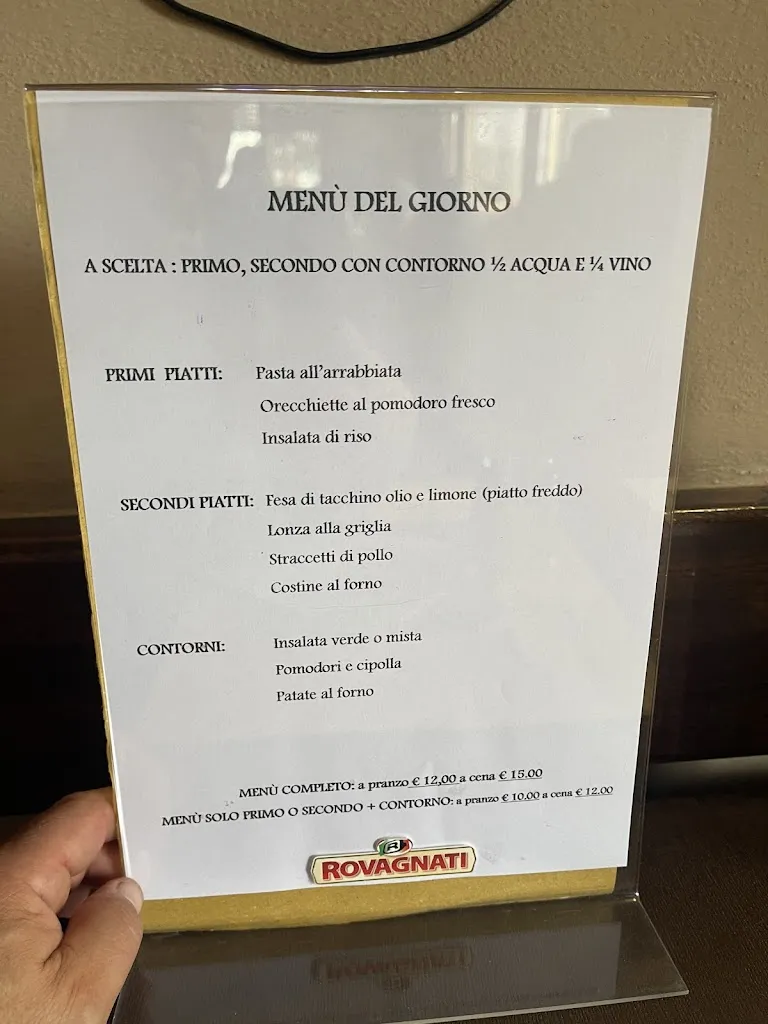 MENÙ DEL GIORNO
A SCELTA : PRIMO, SECONDO CON CONTORNO ½ ACQUA E ¼ VINO
PRIMI PIATTI: Pasta all'arrabbiata
Orecchiette al pomodoro fresco
Insalata di riso
SECONDI PIATTI: Fesa di tacchino olio e limone (piatto freddo)
Lonza alla griglia
Straccetti di pollo
Costine al forno
CONTORNI: Insalata verde o mista
Pomodori e cipolla
Patate al forno
MENÙ COMPLETO: a pranzo € 12,00 a cena € 15.00
MENÙ SOLO PRIMO O SECONDO + CONTORNO: a pranzo € 10.00 a cena € 12.00
R
ROVAGNATI